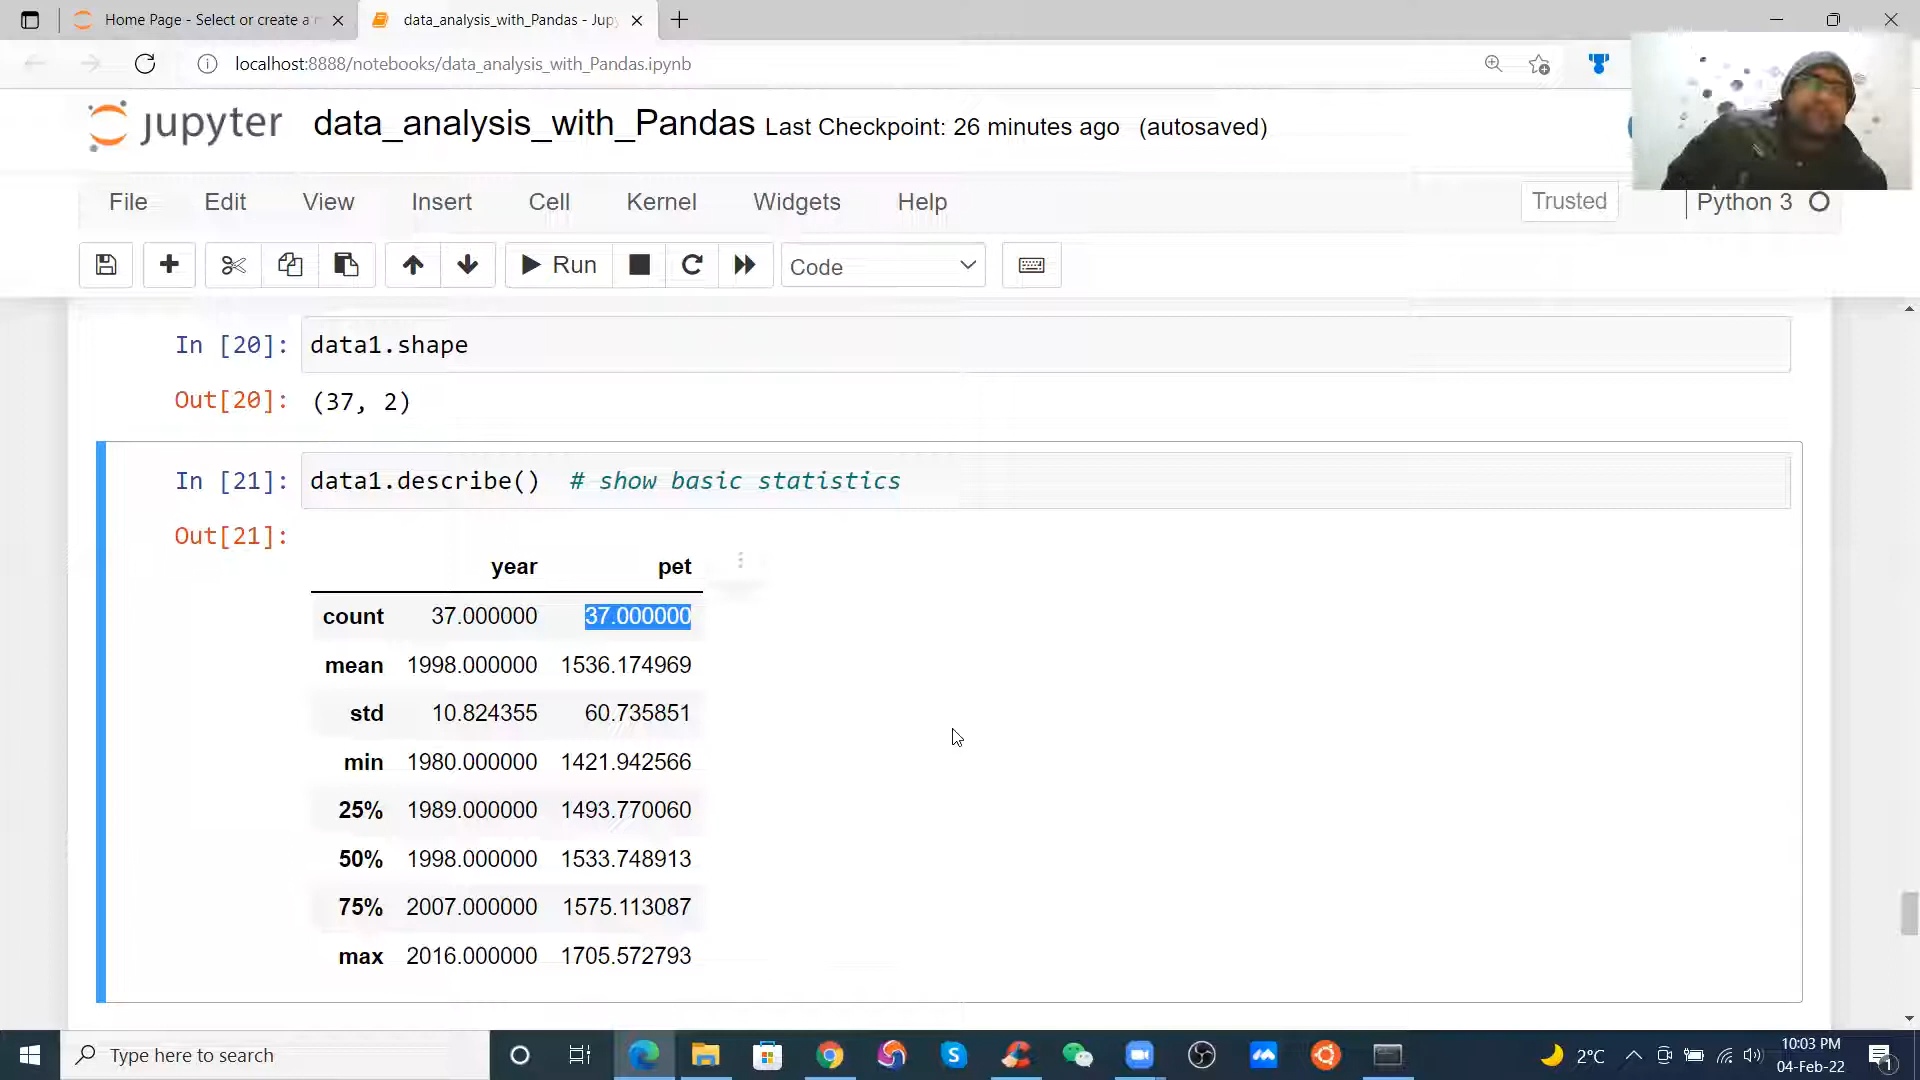 Home Page - Select or create a n
data_analysis_with_Pandas - Jup
localhost:8888/notebooks/data_analysis_with_Pandas.ipynb
jupyter data_analysis_with_Pandas Last Checkpoint: 26 minutes ago (autosaved)
File Edit View Insert Cell Kernel Widgets Help Trusted Python 3
Run Code
In [20]: data1.shape
Out[20]: (37, 2)
In [21]: data1.describe() # show basic statistics
Out[21]:
year pet
count 37.000000 37.000000
mean 1998.000000 1536.174969
std 10.824355 60.735851
min 1980.000000 1421.942566
25% 1989.000000 1493.770060
50% 1998.000000 1533.748913
75% 2007.000000 1575.113087
max 2016.000000 1705.572793
Type here to search
2°C
10:03 PM
04-Feb-22
1